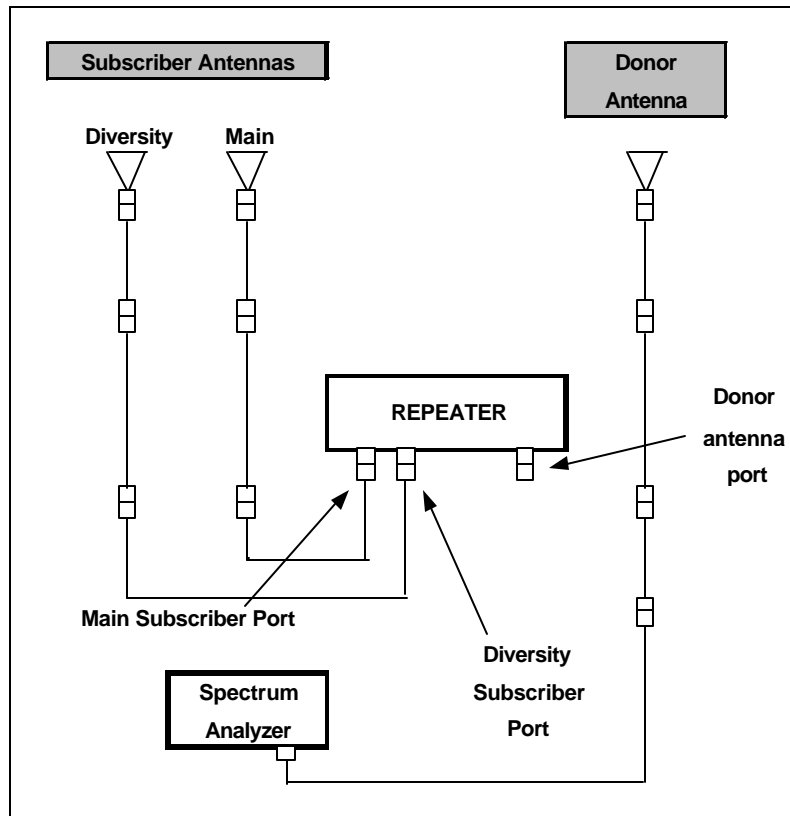 Subscriber Antennas
Donor
Antenna
Diversity
Main
REPEATER
Donor
antenna
port
Main Subscriber Port
Diversity
Subscriber
Port
Spectrum
Analyzer